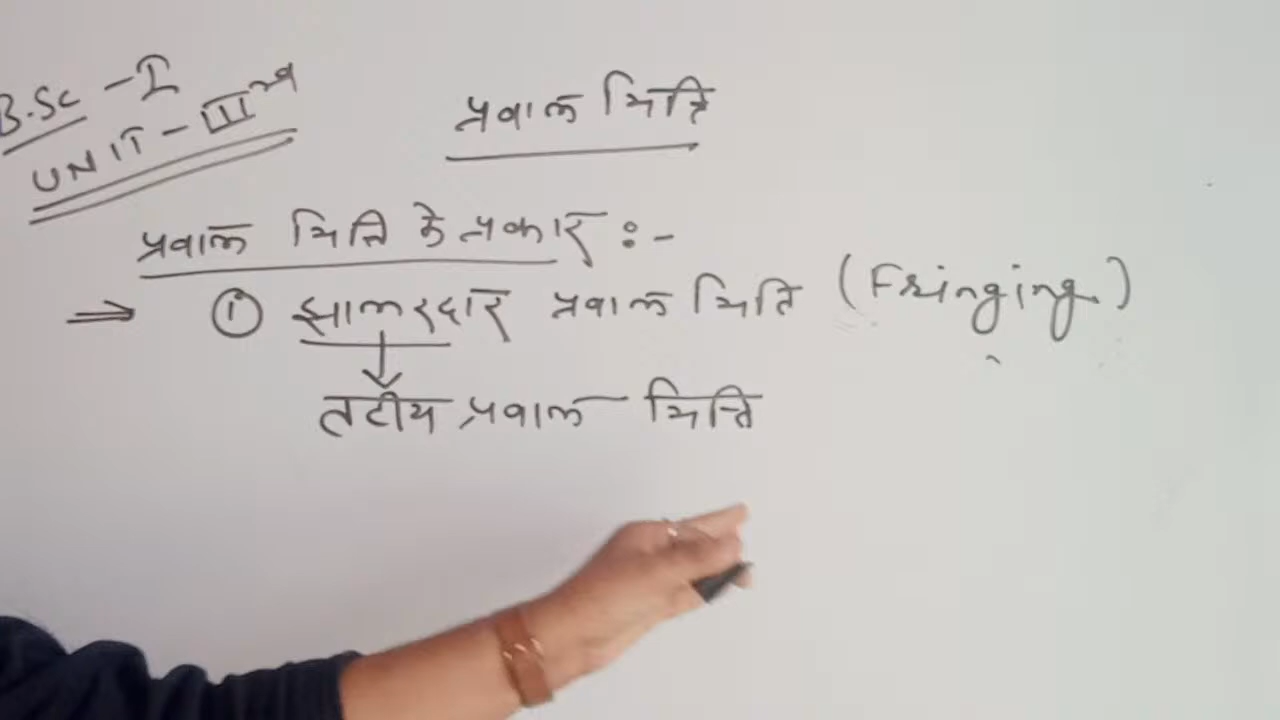 B.Sc - I
UNIT - III
प्रवाल भित्ति
प्रवाल भित्ति के प्रकार :-
⇒ ① झालरदार प्रवाल भित्ति (Fringing)
तटीय प्रवाल भित्ति